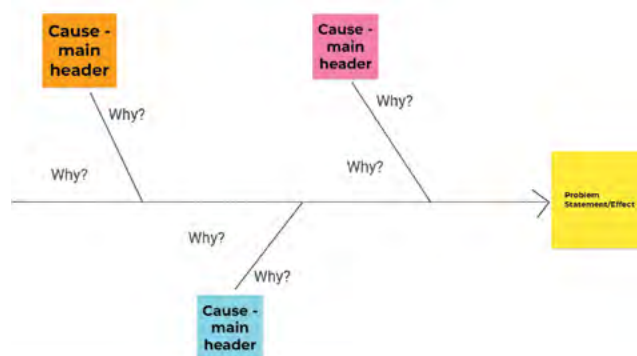 Cause -
main
header
Cause -
main
header
Why?
Why?
Why?
Why?
Problem
Statement/Effect
Why?
Why?
Cause -
main
header